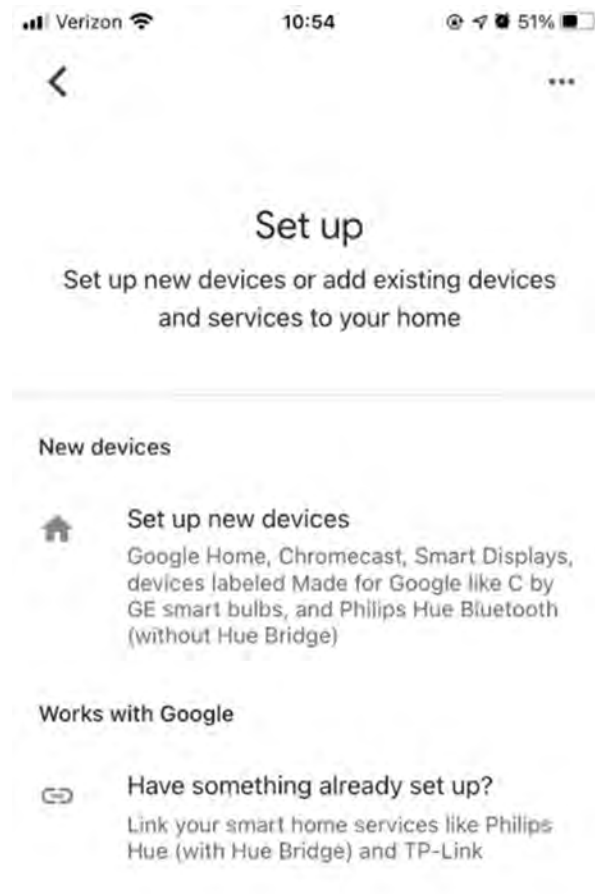 Verizon 10:54 51%
Set up
Set up new devices or add existing devices
and services to your home
New devices
Set up new devices
Google Home, Chromecast, Smart Displays,
devices labeled Made for Google like C by
GE smart bulbs, and Philips Hue Bluetooth
(without Hue Bridge)
Works with Google
Have something already set up?
Link your smart home services like Philips
Hue (with Hue Bridge) and TP-Link